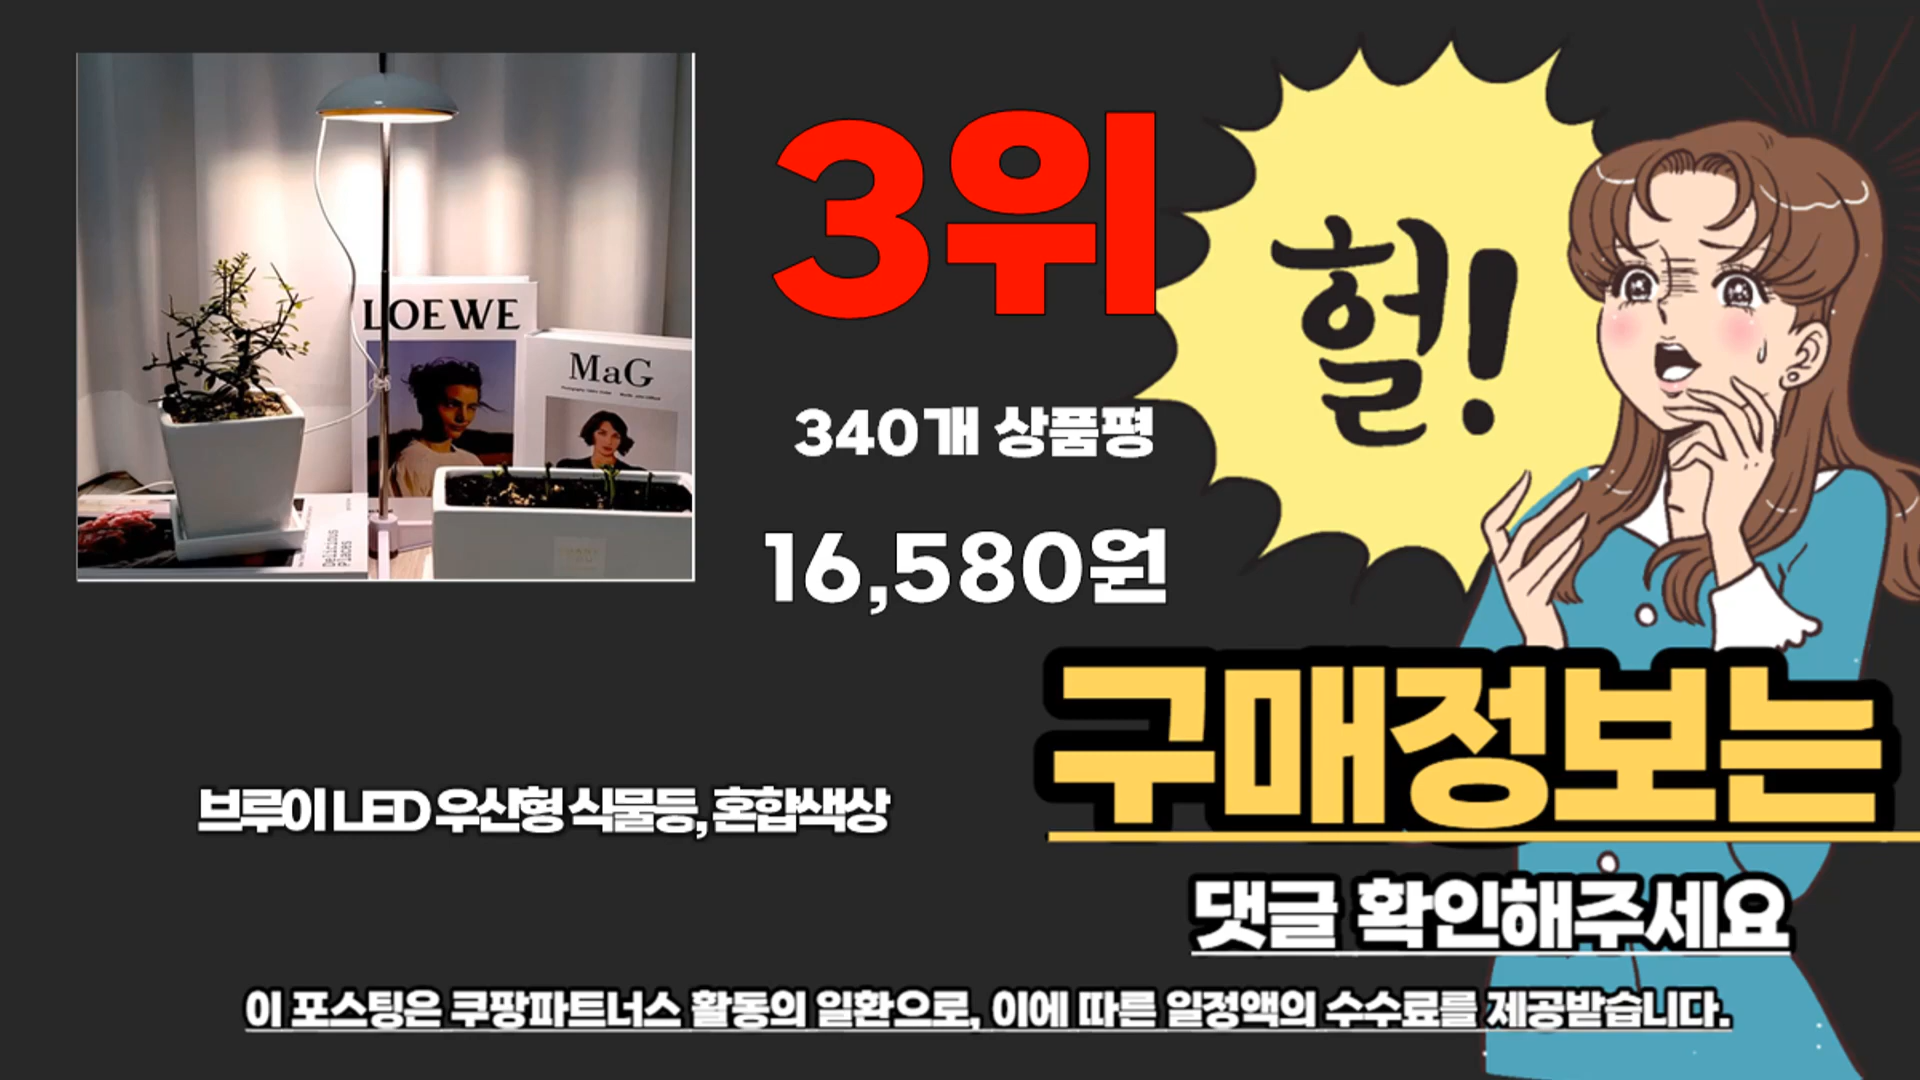 3위
헐!
LOEWE
MaG
340개 상품평
16,580원
Delicious
Places
구매정보는
브루이 LED 우산형 식물등, 혼합색상
댓글 확인해주세요
이 포스팅은 쿠팡파트너스 활동의 일환으로, 이에 따른 일정액의 수수료를 제공받습니다.